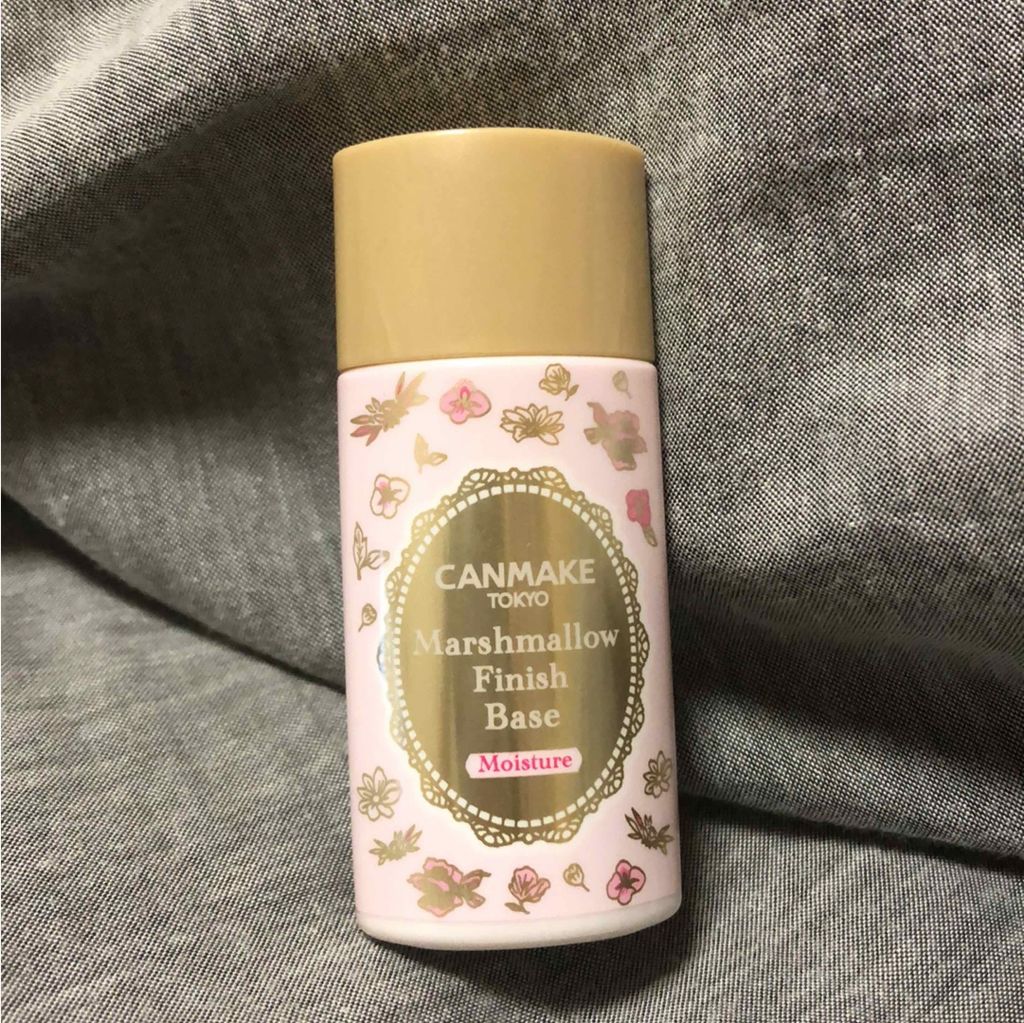 CANMAKE
TOKYO
Marshmallow
Finish
Base
Moisture